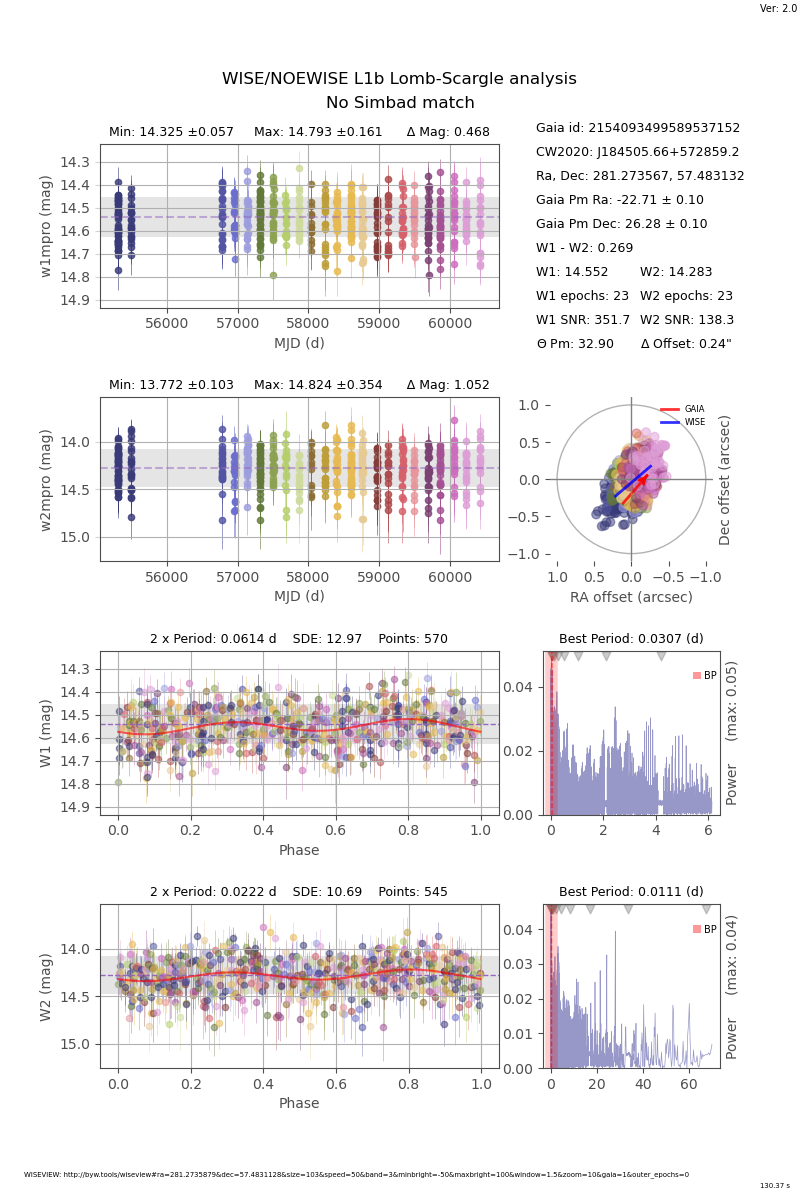 Ver: 2.0
WISE/NOEWISE L1b Lomb-Scargle analysis
No Simbad match
Min: 14.325 ±0.057 Max: 14.793 ±0.161 Δ Mag: 0.468
14.3
14.4
14.5
14.6
14.7
14.8
14.9
w1mpro (mag)
56000 57000 58000 59000 60000
MJD (d)
Gaia id: 2154093499589537152
CW2020: J184505.66+572859.2
Ra, Dec: 281.273567, 57.483132
Gaia Pm Ra: -22.71 ± 0.10
Gaia Pm Dec: 26.28 ± 0.10
W1 - W2: 0.269
W1: 14.552 W2: 14.283
W1 epochs: 23 W2 epochs: 23
W1 SNR: 351.7 W2 SNR: 138.3
Θ Pm: 32.90 Δ Offset: 0.24"
Min: 13.772 ±0.103 Max: 14.824 ±0.354 Δ Mag: 1.052
14.0
14.5
15.0
w2mpro (mag)
56000 57000 58000 59000 60000
MJD (d)
GAIA
WISE
1.0
0.5
0.0
−0.5
−1.0
Dec offset (arcsec)
1.0 0.5 0.0 −0.5 −1.0
RA offset (arcsec)
2 x Period: 0.0614 d SDE: 12.97 Points: 570
14.3
14.4
14.5
14.6
14.7
14.8
14.9
W1 (mag)
0.0 0.2 0.4 0.6 0.8 1.0
Phase
Best Period: 0.0307 (d)
BP
0.04
0.02
0.00
Power (max: 0.05)
0 2 4 6
2 x Period: 0.0222 d SDE: 10.69 Points: 545
14.0
14.5
15.0
W2 (mag)
0.0 0.2 0.4 0.6 0.8 1.0
Phase
Best Period: 0.0111 (d)
BP
0.04
0.03
0.02
0.01
0.00
Power (max: 0.04)
0 20 40 60
WISEVIEW: http://byw.tools/wiseview#ra=281.2735879&dec=57.4831128&size=103&speed=50&band=3&minbright=-50&maxbright=100&window=1.5&zoom=10&gaia=1&outer_epochs=0
130.37 s